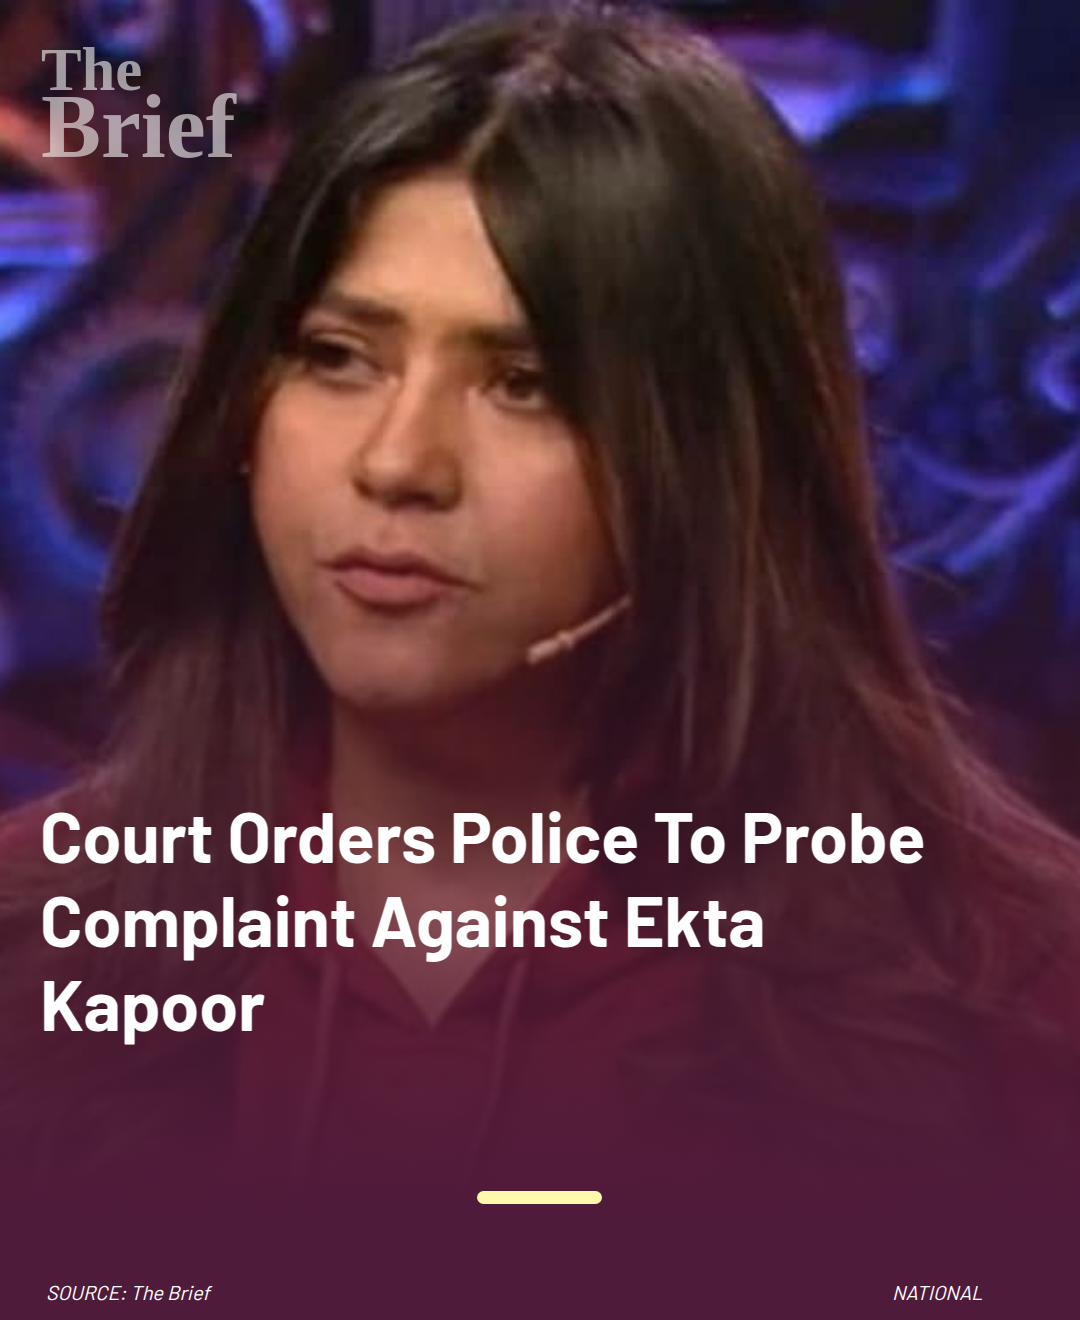 The
Brief
Court Orders Police To Probe
Complaint Against Ekta
Kapoor
SOURCE: The Brief
NATIONAL